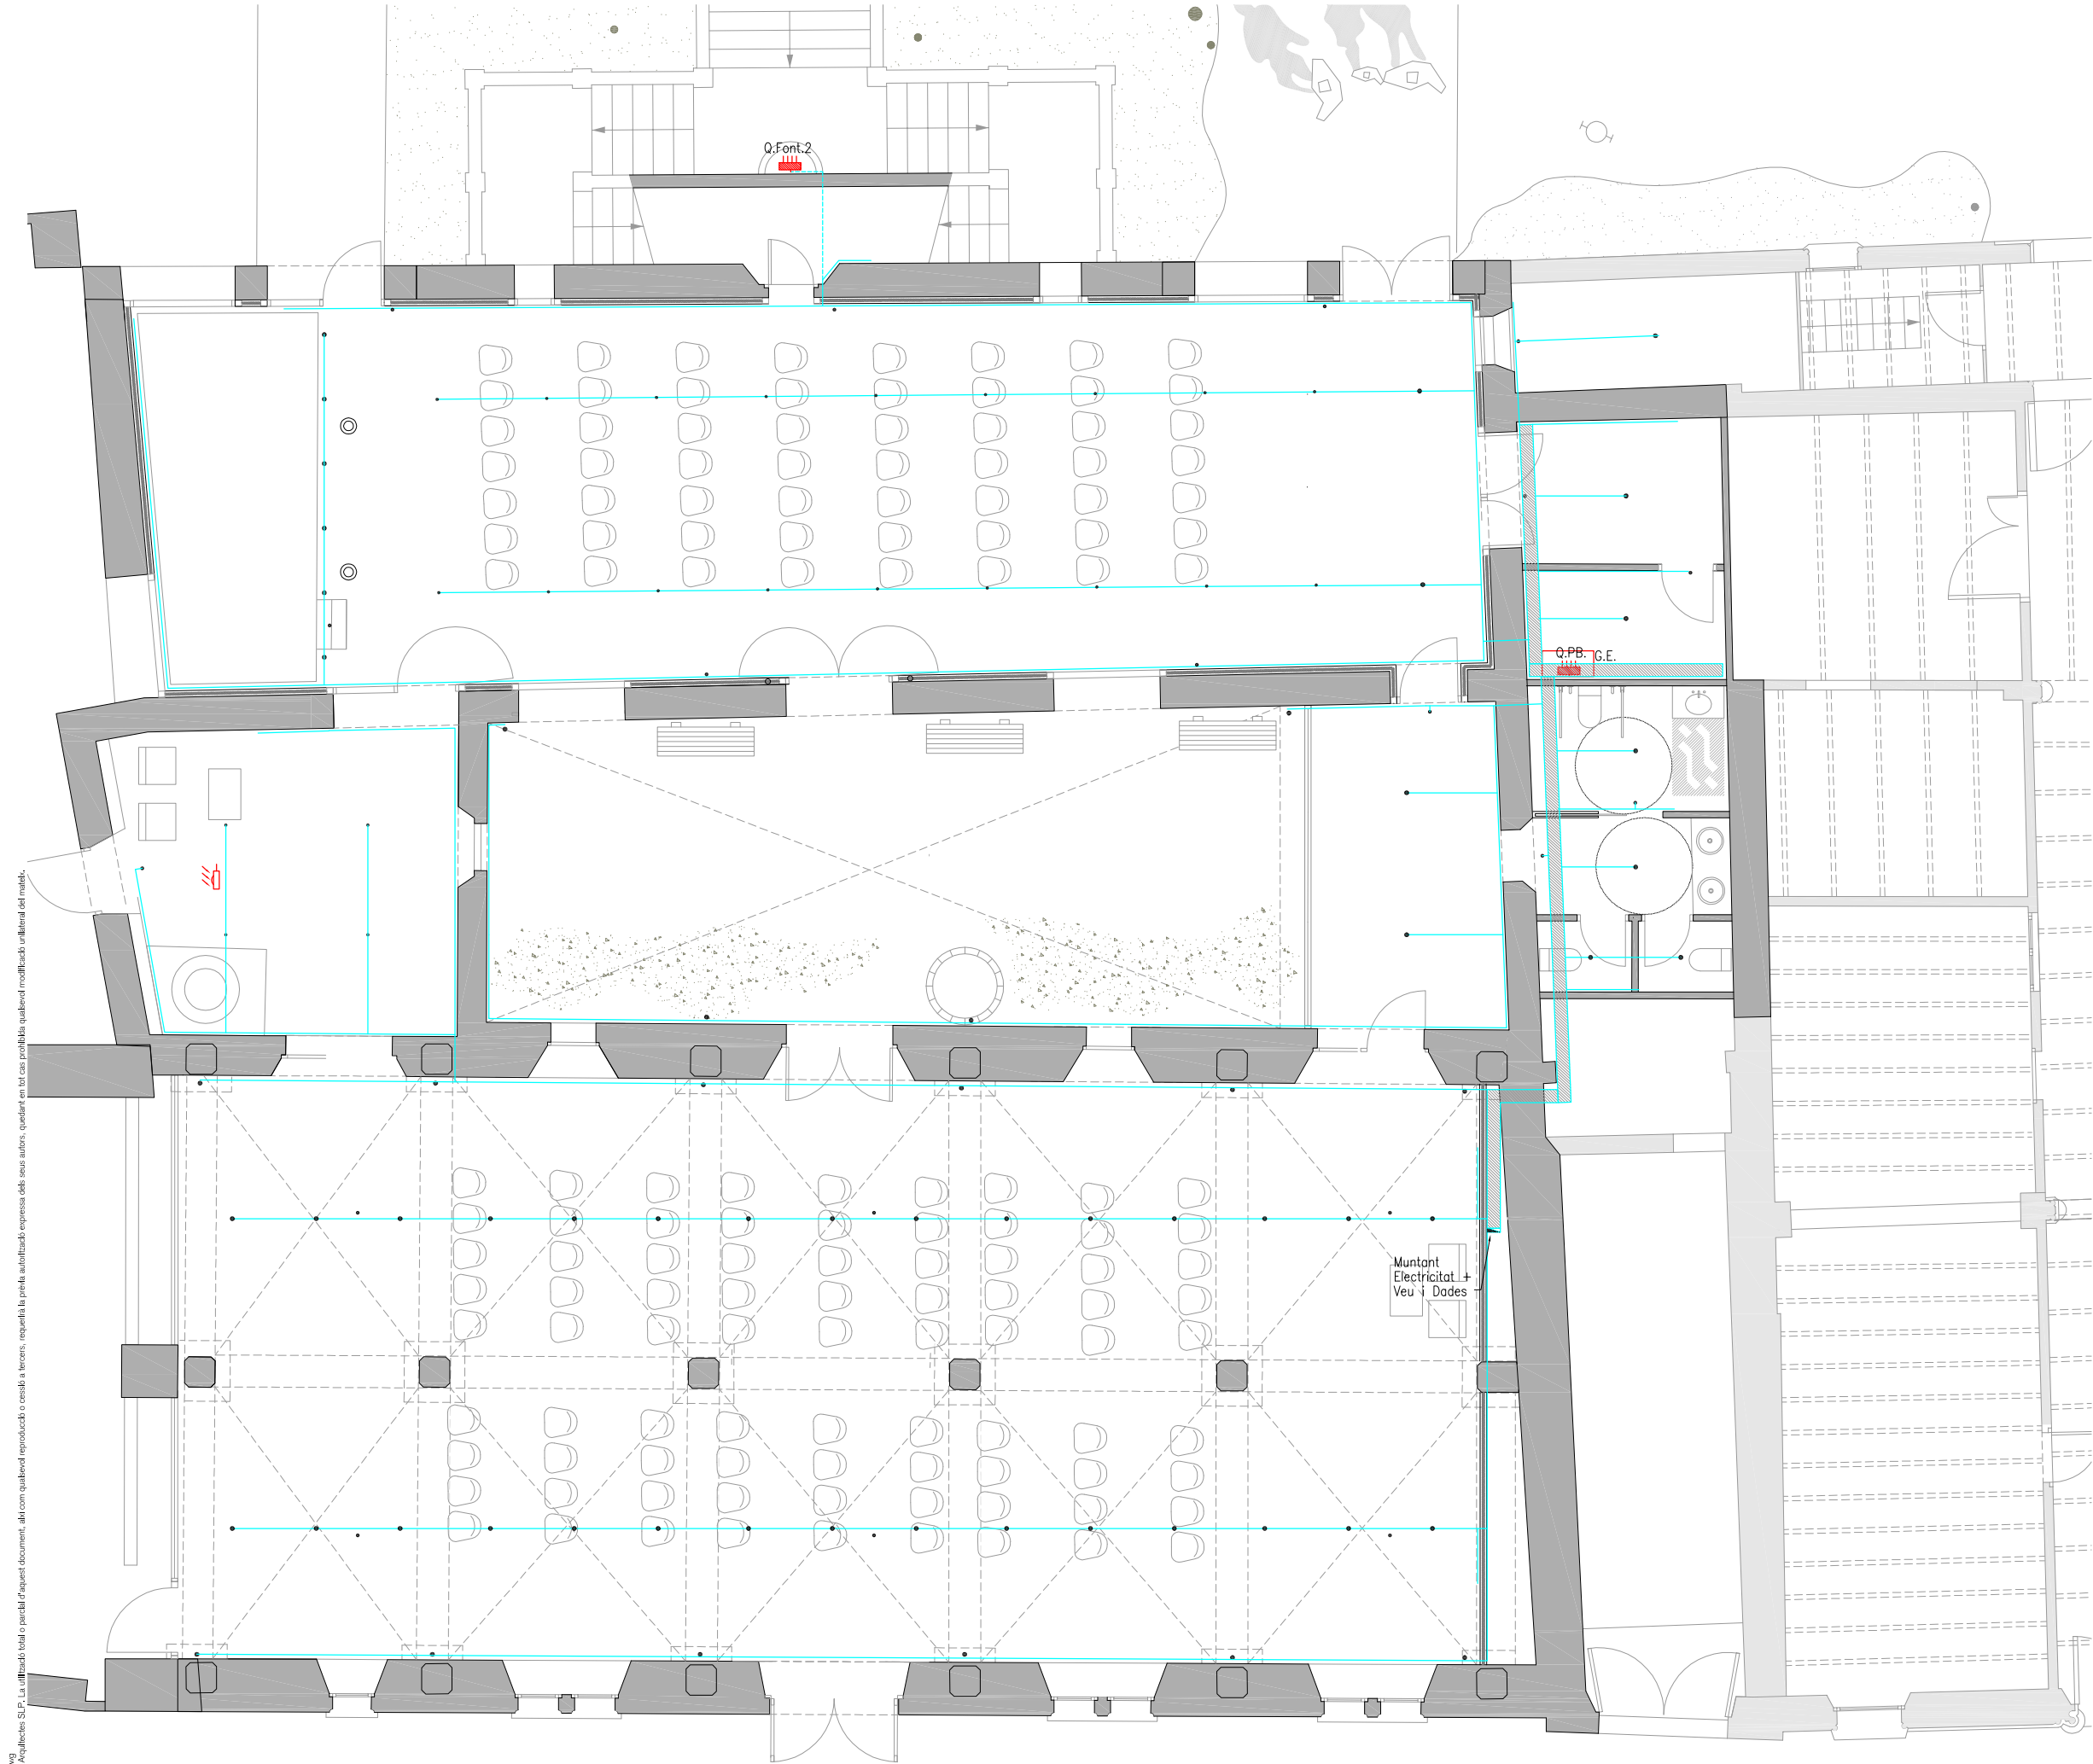 Q.Font.2
Q.PB.
G.E.
Muntant
Electricitat +
Veu i Dades
wg
Arquitectes SLP. La utilització total o parcial d'aquest document, així com qualsevol reproducció o cessió a tercers, requerirà la prèvia autorització expressa dels seus autors, quedant en tot cas prohibida qualsevol modificació unilateral del mateix.